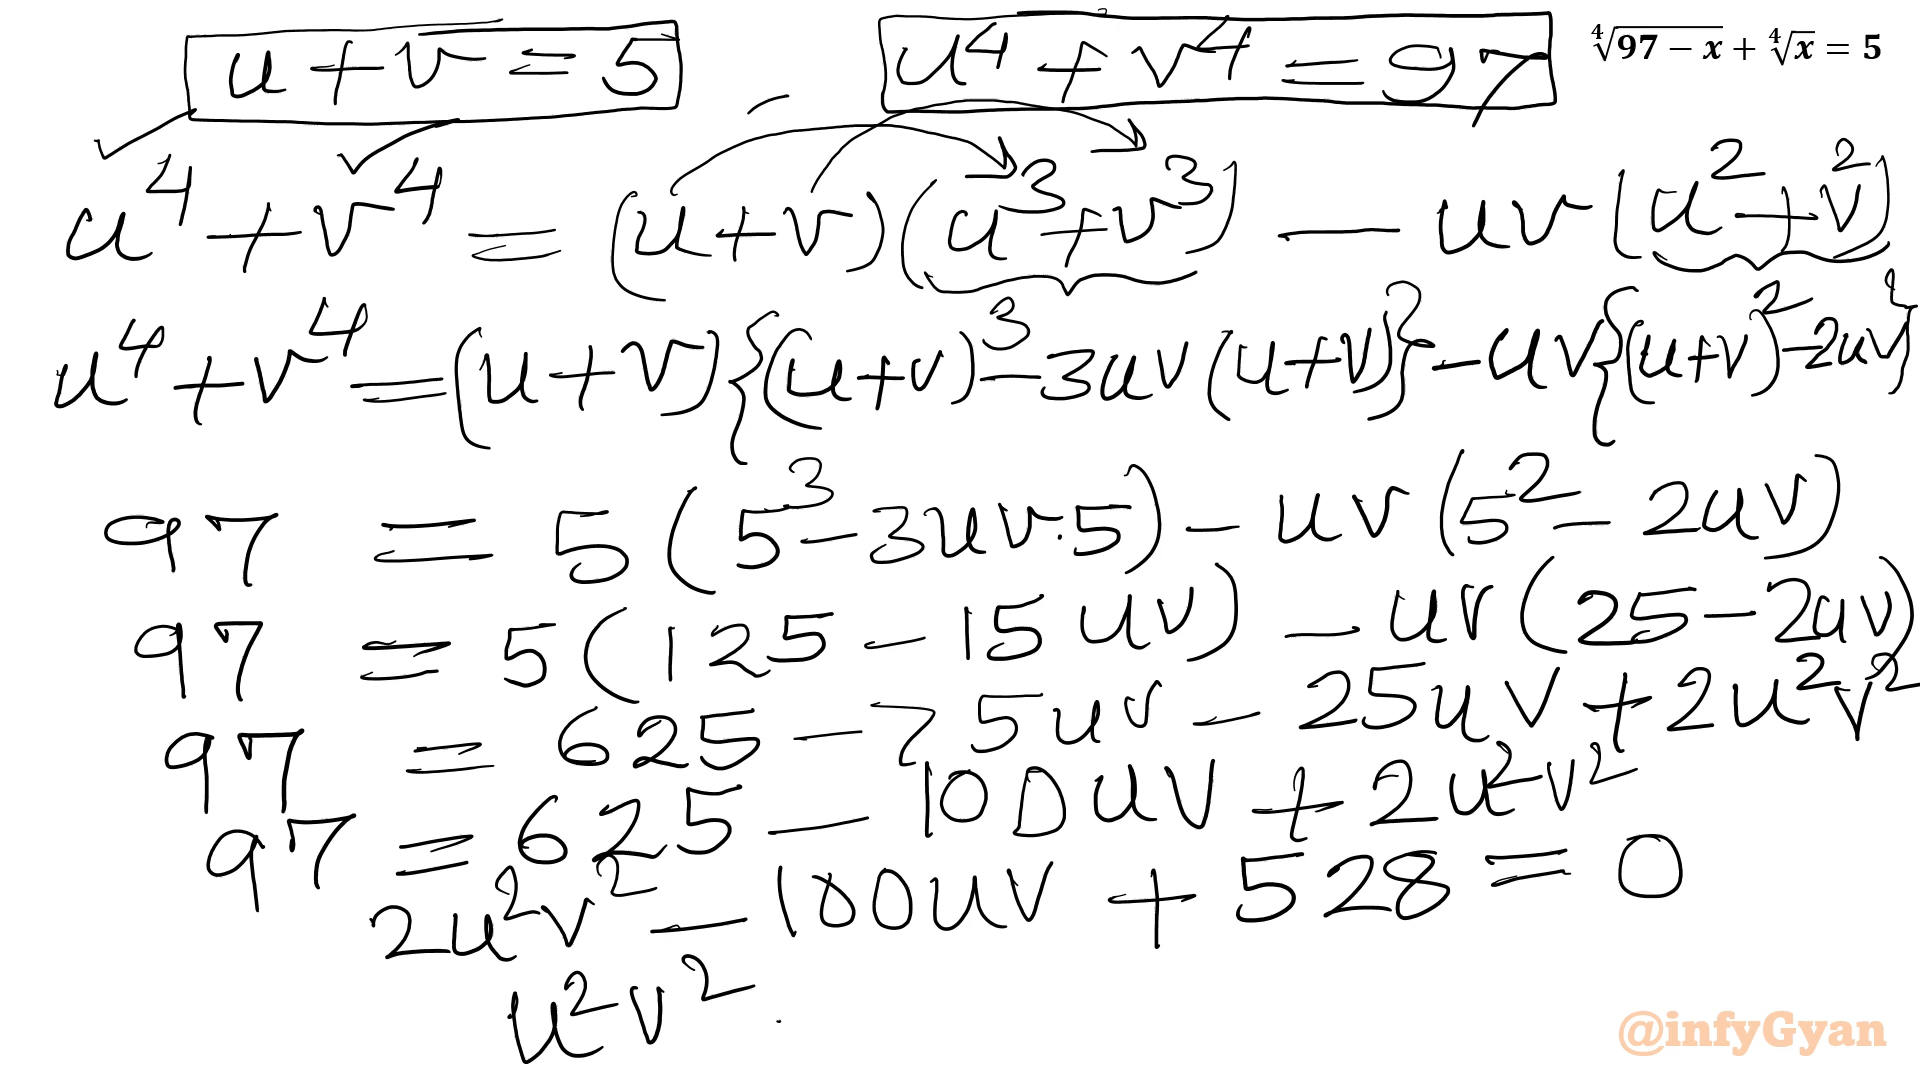 u + v = 5    u⁴ + v⁴ = 97    ∜(97 − x) + ∜x = 5
u⁴ + v⁴ = (u + v)(u³ + v³) − uv(u² + v²)
u⁴ + v⁴ = (u + v){(u + v)³ − 3uv(u + v)} − uv{(u + v)² − 2uv}
97 = 5(5³ − 3uv·5) − uv(5² − 2uv)
97 = 5(125 − 15uv) − uv(25 − 2uv)
97 = 625 − 75uv − 25uv + 2u²v²
97 = 625 − 100uv + 2u²v²
2u²v² − 100uv + 528 = 0
u²v²
@infyGyan